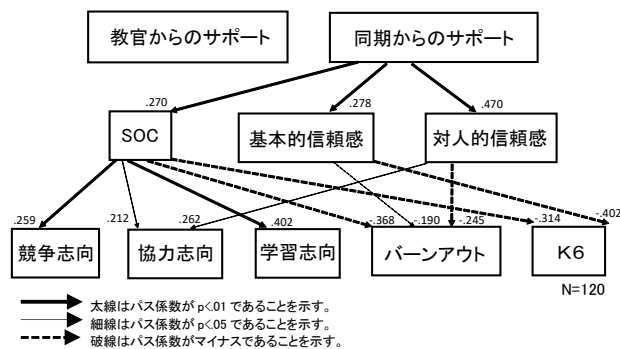 教官からのサポート
同期からのサポート
.270
.278
.470
SOC
基本的信頼感
対人的信頼感
.259
.212
.262
.402
-.368
-.190
-.245
-.314
-.402
競争志向
協力志向
学習志向
バーンアウト
K6
N=120
太線はパス係数が p<.01 であることを示す。
細線はパス係数が p<.05 であることを示す。
破線はパス係数がマイナスであることを示す。